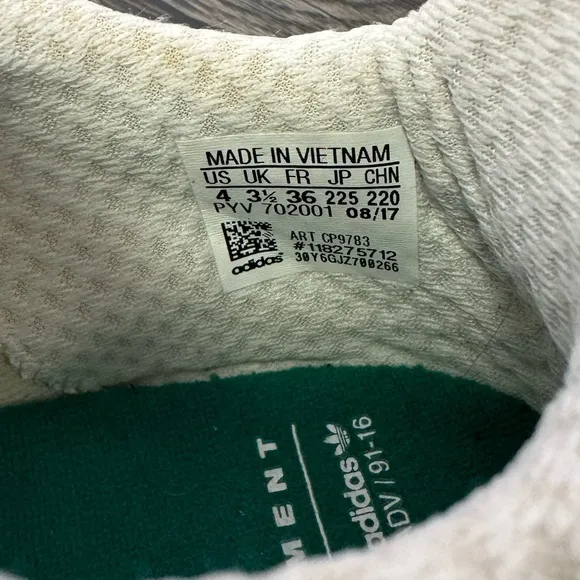 MADE IN VIETNAM
US UK FR JP CHN
4 3½ 36 225 220
PYV 702001 08/17
ART CP9783
#118275712
30Y6GJZ700266
adidas
MENT
adidas
DV / 91-16